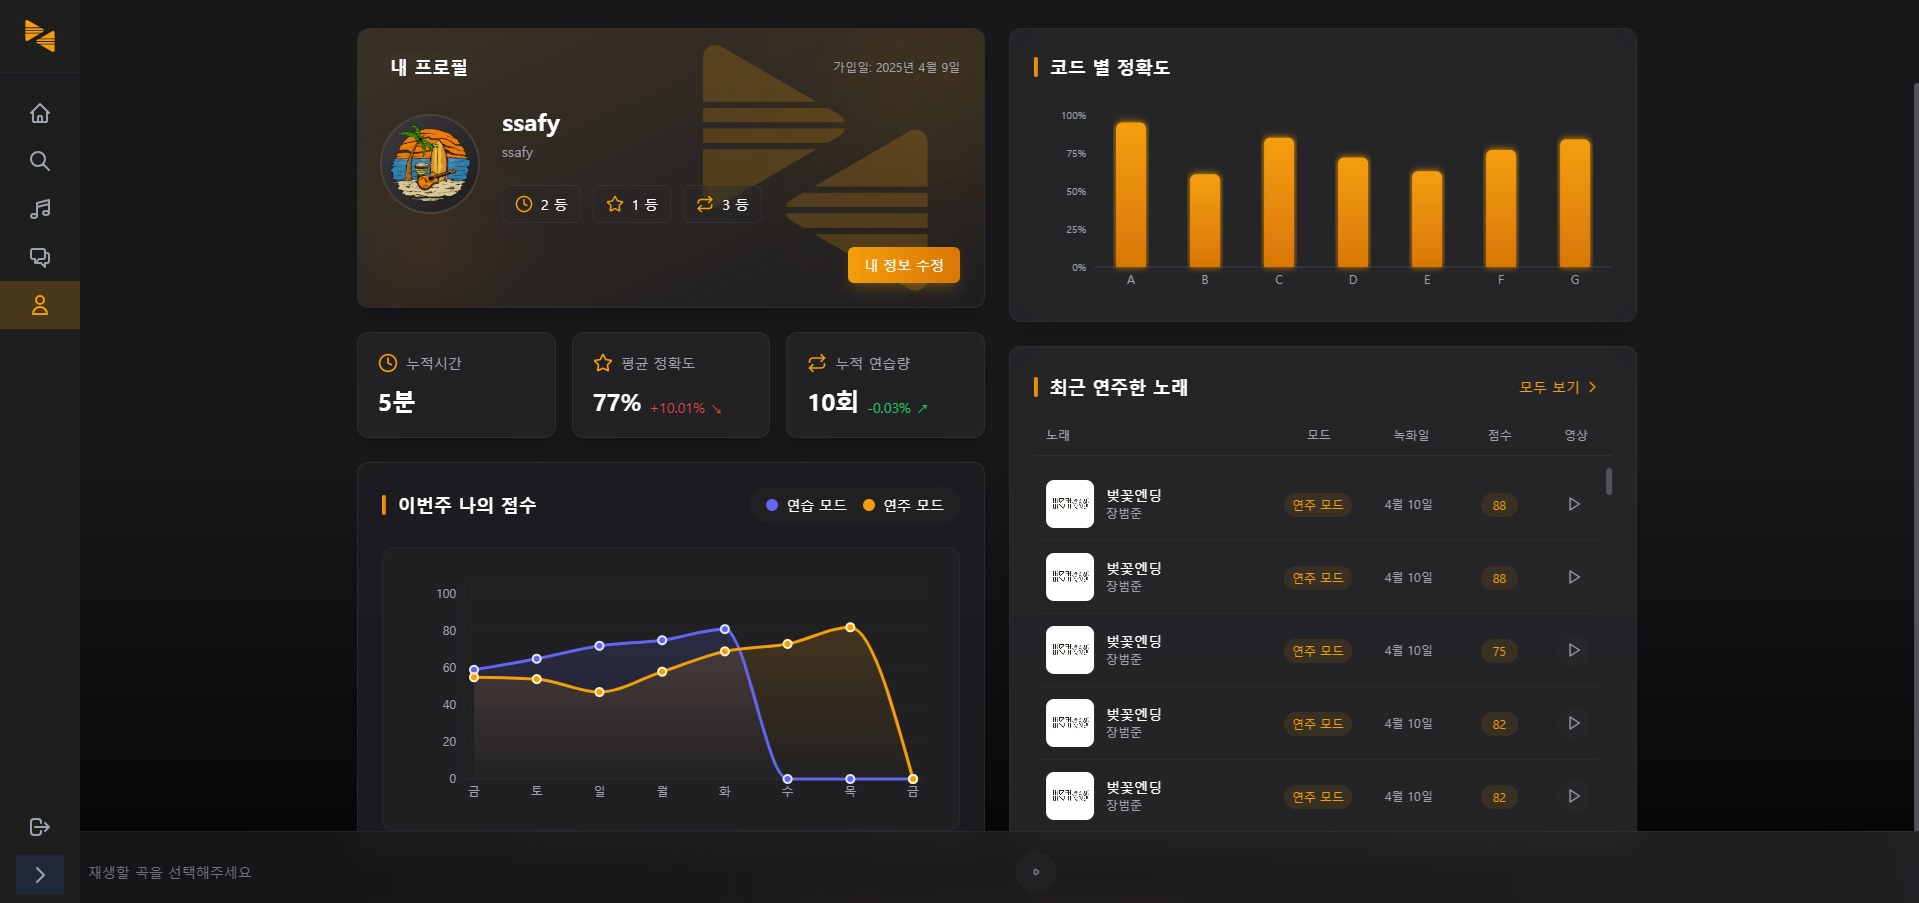 내 프로필
가입일: 2025년 4월 9일
ssafy
ssafy
2 등
1 등
3 등
내 정보 수정
누적시간
5분
평균 정확도
77% +10.01% ↘
누적 연습량
10회 -0.03% ↗
이번주 나의 점수
연습 모드
연주 모드
100
80
60
40
20
0
금 토 일 월 화 수 목 금
코드 별 정확도
100%
75%
50%
25%
0%
A B C D E F G
최근 연주한 노래
모두 보기
노래 모드 녹화일 점수 영상
벚꽃엔딩
장범준
연주 모드 4월 10일 88
벚꽃엔딩
장범준
연주 모드 4월 10일 88
벚꽃엔딩
장범준
연주 모드 4월 10일 75
벚꽃엔딩
장범준
연주 모드 4월 10일 82
벚꽃엔딩
장범준
연주 모드 4월 10일 82
재생할 곡을 선택해주세요